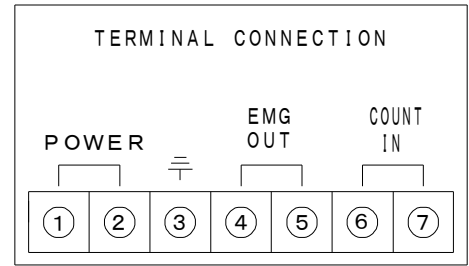 TERMINAL CONNECTION
POWER
EMG
OUT
COUNT
IN
① ② ③ ④ ⑤ ⑥ ⑦